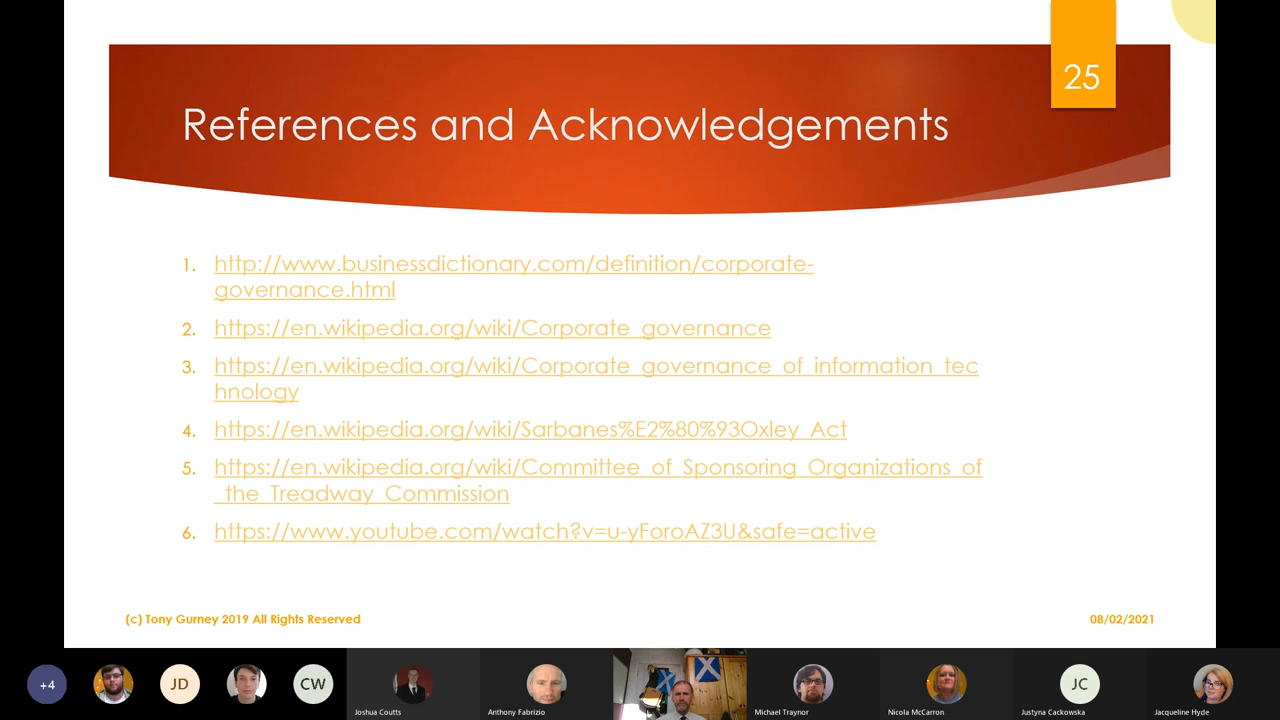 25
References and Acknowledgements
1. http://www.businessdictionary.com/definition/corporate-
governance.html
2. https://en.wikipedia.org/wiki/Corporate_governance
3. https://en.wikipedia.org/wiki/Corporate_governance_of_information_tec
hnology
4. https://en.wikipedia.org/wiki/Sarbanes%E2%80%93Oxley_Act
5. https://en.wikipedia.org/wiki/Committee_of_Sponsoring_Organizations_of
_the_Treadway_Commission
6. https://www.youtube.com/watch?v=u-yForoAZ3U&safe=active
(c) Tony Gurney 2019 All Rights Reserved
08/02/2021
+4
JD
CW
JC
Joshua Coutts
Anthony Fabrizio
Michael Traynor
Nicola McCarron
Justyna Cackowska
Jacqueline Hyde